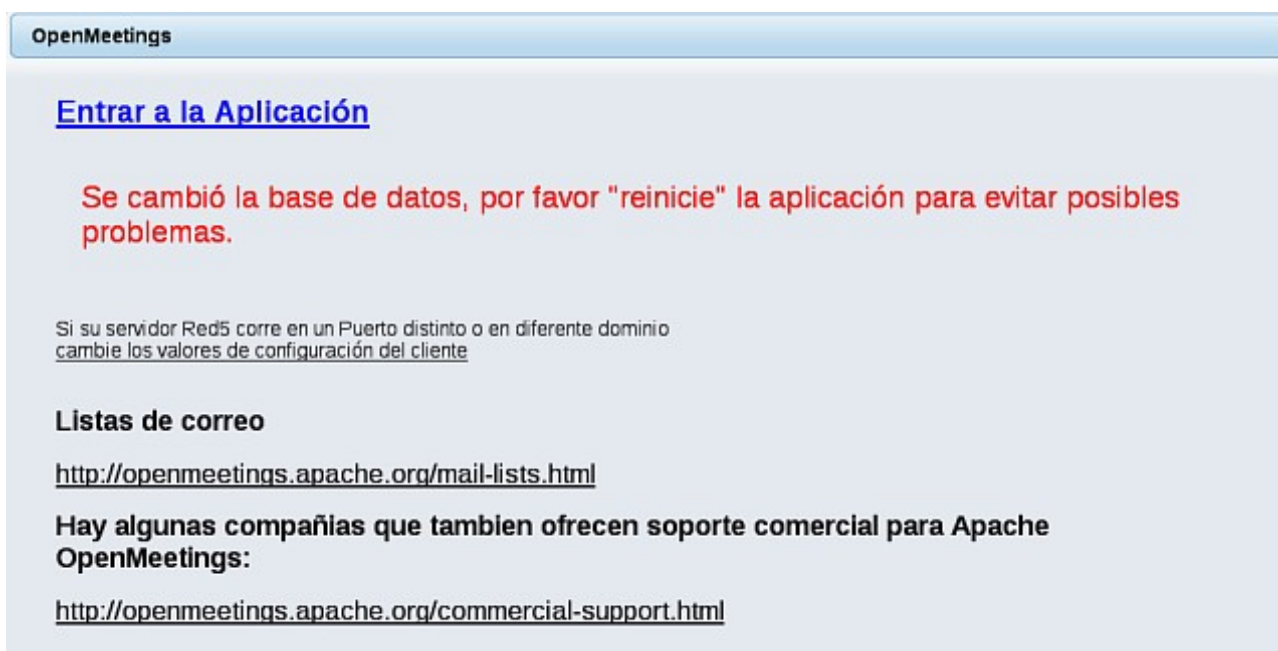 OpenMeetings
Entrar a la Aplicación
Se cambió la base de datos, por favor "reinicie" la aplicación para evitar posibles
problemas.
Si su servidor Red5 corre en un Puerto distinto o en diferente dominio
cambie los valores de configuración del cliente
Listas de correo
http://openmeetings.apache.org/mail-lists.html
Hay algunas compañias que tambien ofrecen soporte comercial para Apache
OpenMeetings:
http://openmeetings.apache.org/commercial-support.html